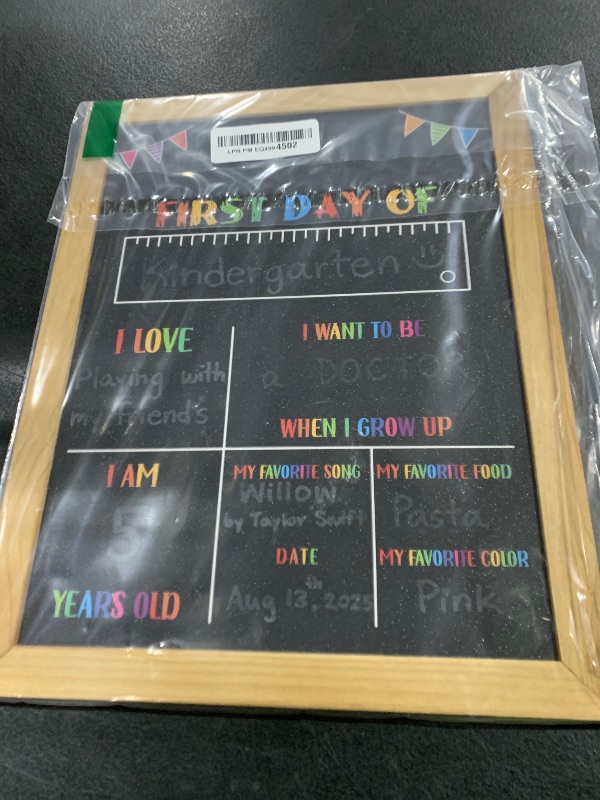 LPN PM EQ4994502
FIRST DAY OF
Kindergarten
I LOVE
Playing with
my friends
I WANT TO BE
a DOCTOR
WHEN I GROW UP
I AM
5
YEARS OLD
MY FAVORITE SONG
Willow
by Taylor Swift
DATE
Aug 13th, 2025
MY FAVORITE FOOD
Pasta
MY FAVORITE COLOR
Pink